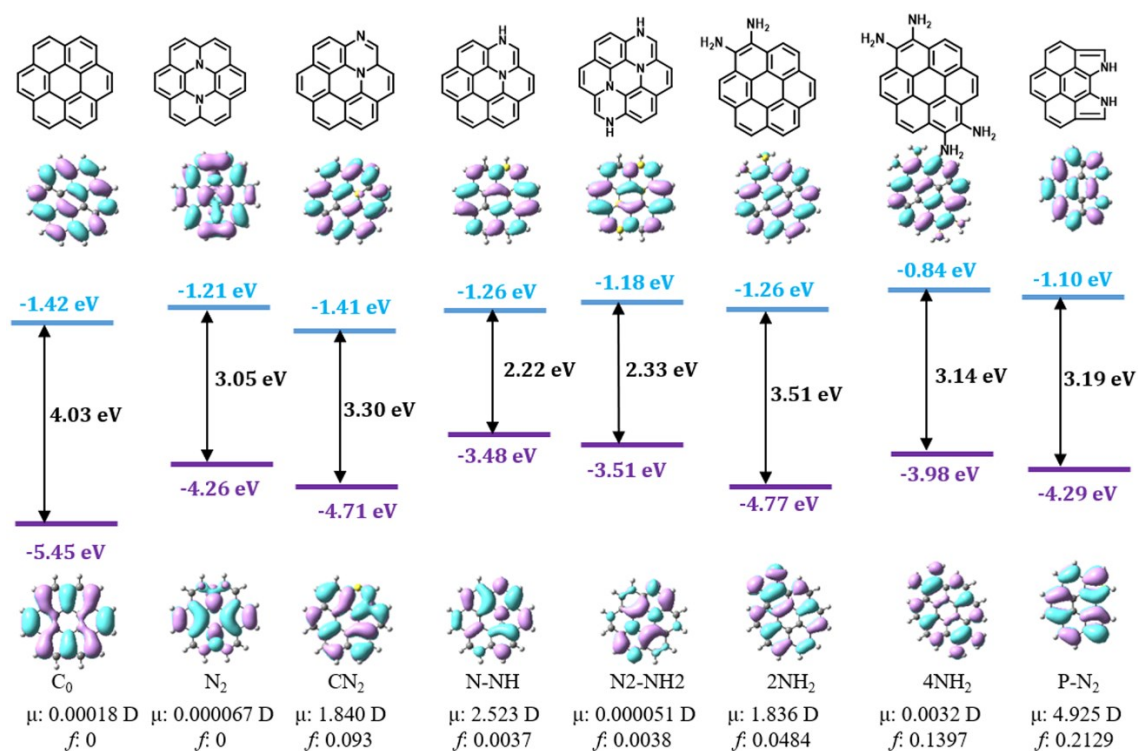 N
N
N
N
H
N
N
H
N
N
N
N
H
NH₂
H₂N
NH₂
H₂N
NH₂
NH₂
NH
H
N
-1.42 eV
-1.21 eV
-1.41 eV
-1.26 eV
-1.18 eV
-1.26 eV
-0.84 eV
-1.10 eV
4.03 eV
3.05 eV
3.30 eV
2.22 eV
2.33 eV
3.51 eV
3.14 eV
3.19 eV
-5.45 eV
-4.26 eV
-4.71 eV
-3.48 eV
-3.51 eV
-4.77 eV
-3.98 eV
-4.29 eV
C₀ N₂ CN₂ N-NH N2-NH2 2NH₂ 4NH₂ P-N₂
μ: 0.00018 D μ: 0.000067 D μ: 1.840 D μ: 2.523 D μ: 0.000051 D μ: 1.836 D μ: 0.0032 D μ: 4.925 D
f: 0 f: 0 f: 0.093 f: 0.0037 f: 0.0038 f: 0.0484 f: 0.1397 f: 0.2129